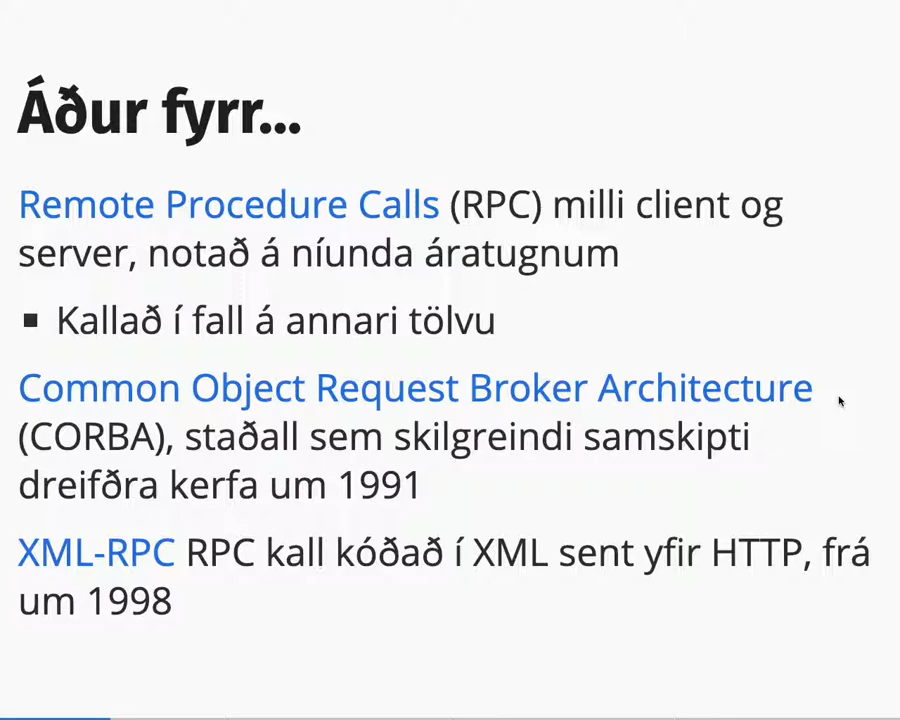 Áður fyrr...
Remote Procedure Calls (RPC) milli client og
server, notað á níunda áratugnum
▪ Kallað í fall á annari tölvu
Common Object Request Broker Architecture
(CORBA), staðall sem skilgreindi samskipti
dreifðra kerfa um 1991
XML-RPC RPC kall kóðað í XML sent yfir HTTP, frá
um 1998